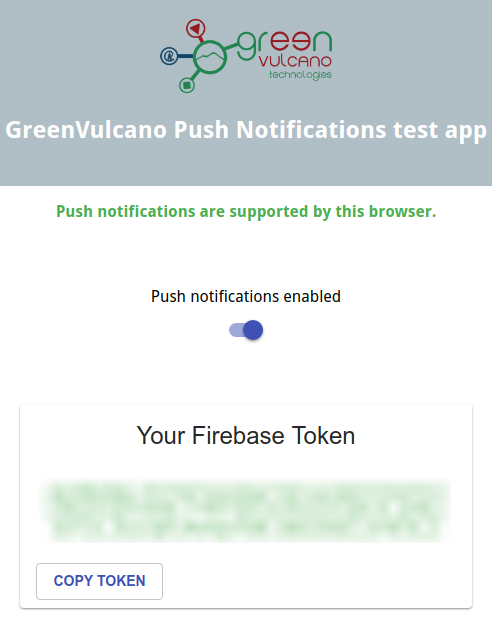 green
vulcano
technologies
GreenVulcano Push Notifications test app
Push notifications are supported by this browser.
Push notifications enabled
Your Firebase Token
COPY TOKEN